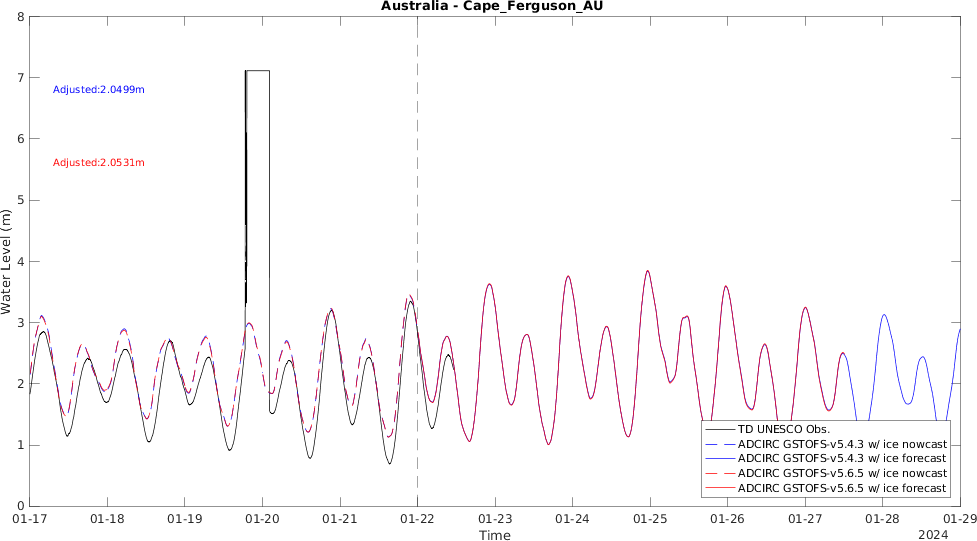 Australia - Cape_Ferguson_AU
8
7
6
5
4
3
2
1
0
Water Level (m)
Adjusted:2.0499m
Adjusted:2.0531m
TD UNESCO Obs.
ADCIRC GSTOFS-v5.4.3 w/ ice nowcast
ADCIRC GSTOFS-v5.4.3 w/ ice forecast
ADCIRC GSTOFS-v5.6.5 w/ ice nowcast
ADCIRC GSTOFS-v5.6.5 w/ ice forecast
01-17 01-18 01-19 01-20 01-21 01-22 01-23 01-24 01-25 01-26 01-27 01-28 01-29
Time
2024